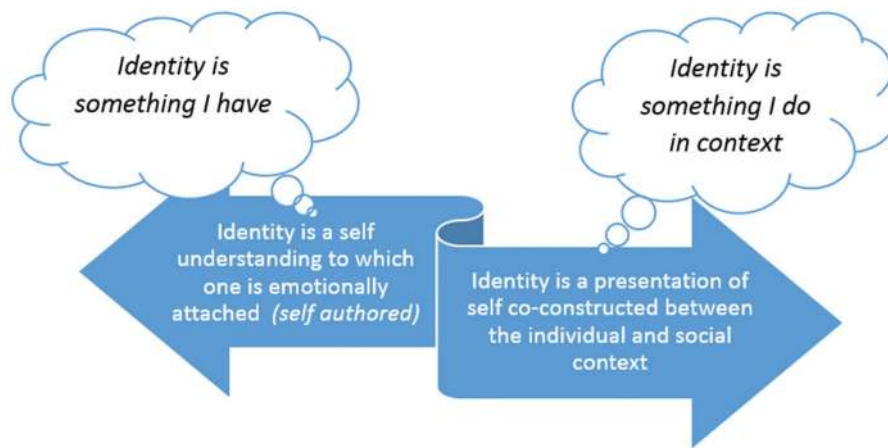 Identity is
something I have
Identity is
something I do
in context
Identity is a self
understanding to which
one is emotionally
attached (self authored)
Identity is a presentation of
self co-constructed between
the individual and social
context